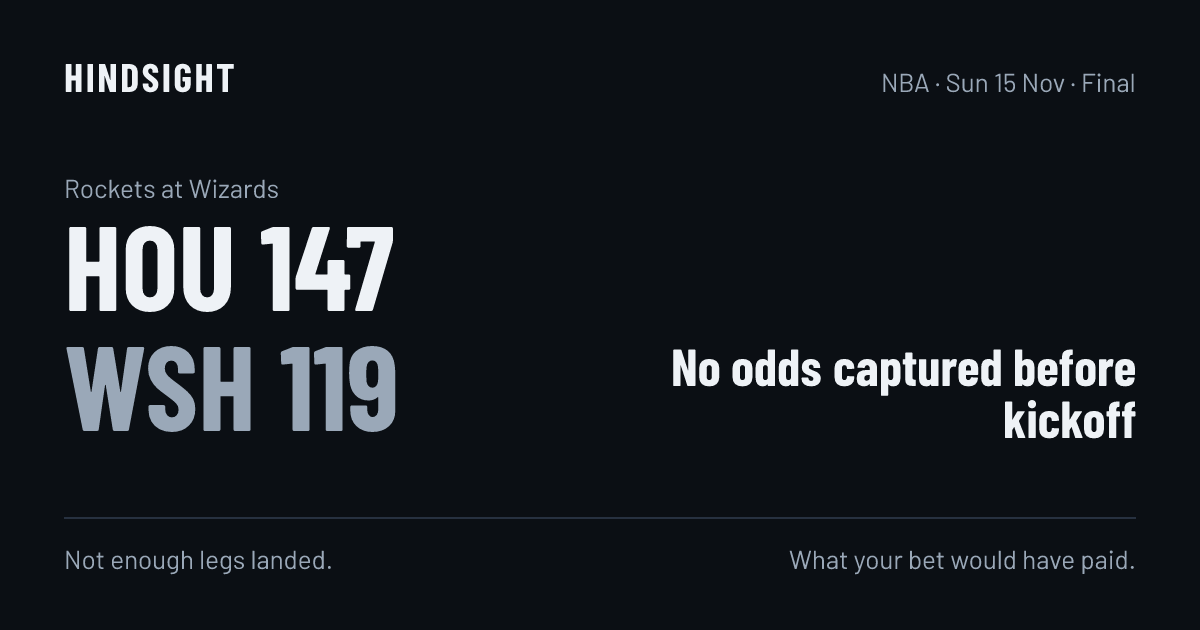 HINDSIGHT
NBA · Sun 15 Nov · Final
Rockets at Wizards
HOU 147
WSH 119
No odds captured before
kickoff
Not enough legs landed.
What your bet would have paid.